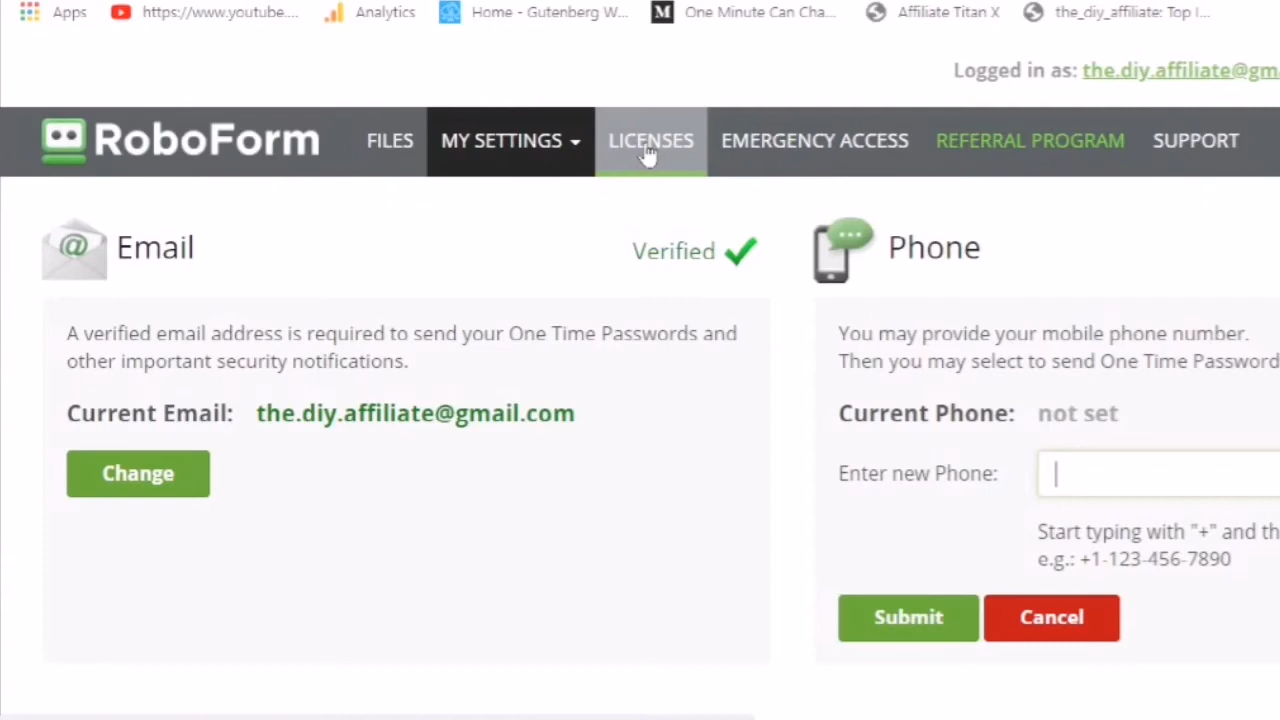 Apps https://www.youtube.... Analytics Home - Gutenberg W... M One Minute Can Cha... Affiliate Titan X the_diy_affiliate: Top I...
Logged in as: the.diy.affiliate@gm
RoboForm FILES MY SETTINGS LICENSES EMERGENCY ACCESS REFERRAL PROGRAM SUPPORT
@ Email Verified
Phone
A verified email address is required to send your One Time Passwords and
other important security notifications.
Current Email: the.diy.affiliate@gmail.com
Change
You may provide your mobile phone number.
Then you may select to send One Time Password
Current Phone: not set
Enter new Phone:
Start typing with "+" and th
e.g.: +1-123-456-7890
Submit Cancel